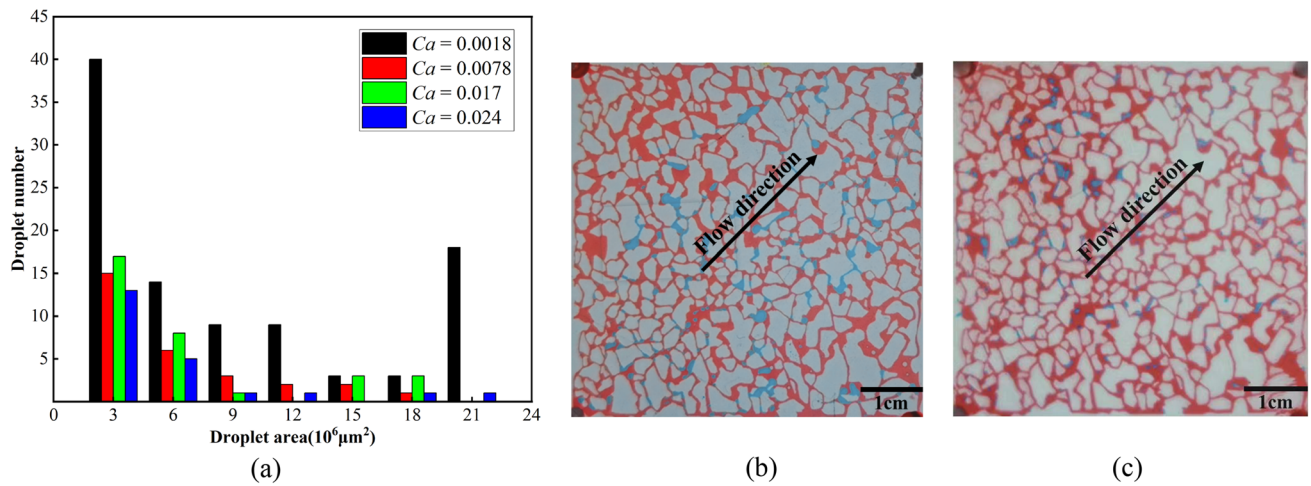 45
40
35
30
25
20
15
10
5
0
3
6
9
12
15
18
21
24
Droplet number
Droplet area(10⁶μm²)
Ca = 0.0018
Ca = 0.0078
Ca = 0.017
Ca = 0.024
(a)
Flow direction
1cm
(b)
Flow direction
1cm
(c)